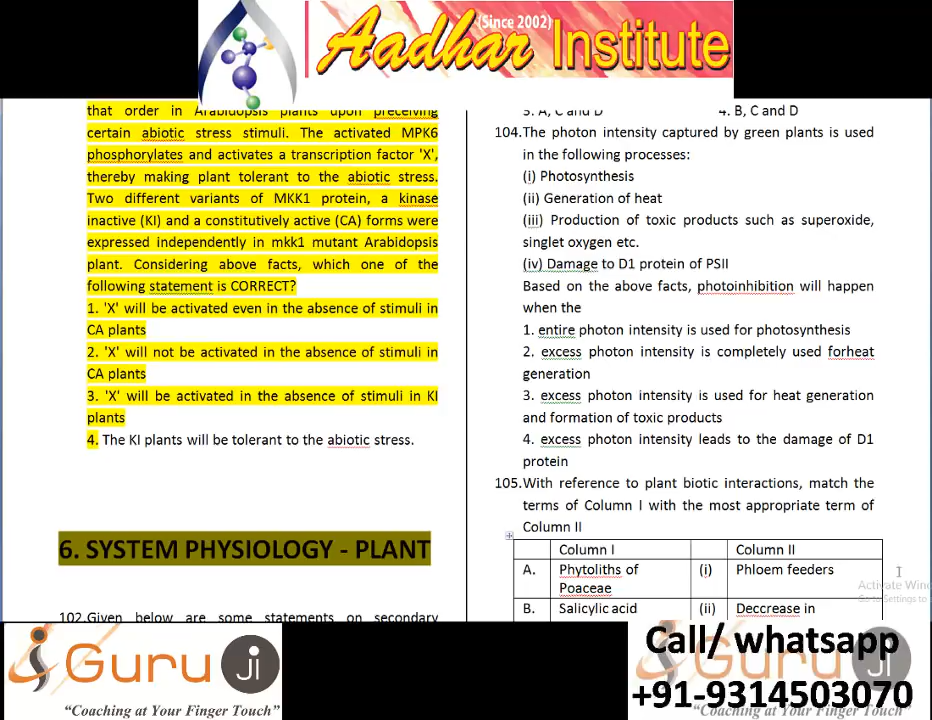 (Since 2002)
Aadhar Institute
that order in Arabidopsis plants upon preceiving
certain abiotic stress stimuli. The activated MPK6
phosphorylates and activates a transcription factor 'X',
thereby making plant tolerant to the abiotic stress.
Two different variants of MKK1 protein, a kinase
inactive (KI) and a constitutively active (CA) forms were
expressed independently in mkk1 mutant Arabidopsis
plant. Considering above facts, which one of the
following statement is CORRECT?
1. 'X' will be activated even in the absence of stimuli in
CA plants
2. 'X' will not be activated in the absence of stimuli in
CA plants
3. 'X' will be activated in the absence of stimuli in KI
plants
4. The KI plants will be tolerant to the abiotic stress.
6. SYSTEM PHYSIOLOGY - PLANT
102.Given below are some statements on secondary
3. A, C and D 4. B, C and D
104.The photon intensity captured by green plants is used
in the following processes:
(i) Photosynthesis
(ii) Generation of heat
(iii) Production of toxic products such as superoxide,
singlet oxygen etc.
(iv) Damage to D1 protein of PSII
Based on the above facts, photoinhibition will happen
when the
1. entire photon intensity is used for photosynthesis
2. excess photon intensity is completely used forheat
generation
3. excess photon intensity is used for heat generation
and formation of toxic products
4. excess photon intensity leads to the damage of D1
protein
105.With reference to plant biotic interactions, match the
terms of Column I with the most appropriate term of
Column II
Column I Column II
A. Phytoliths of (i) Phloem feeders
Poaceae
B. Salicylic acid (ii) Deccrease in
Activate Win
Go to Settings to
Guru JI
“Coaching at Your Finger Touch”
Call/ whatsapp
+91-9314503070
“Coaching at Your Finger Touch”